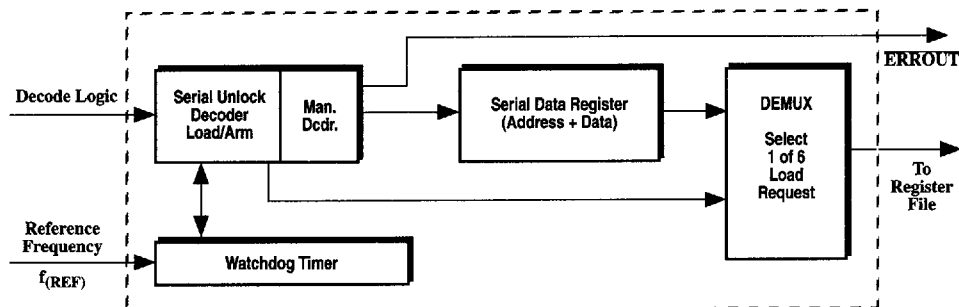 ERROUT
Decode Logic
Serial Unlock
Decoder
Load/Arm
Man.
Dcdr.
Serial Data Register
(Address + Data)
DEMUX
Select
1 of 6
Load
Request
To
Register
File
Reference
Frequency
f(REF)
Watchdog Timer